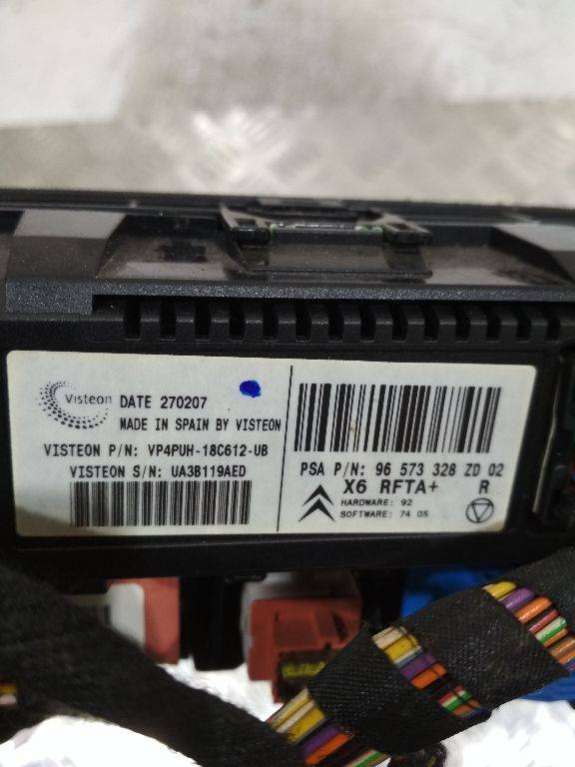 Visteon
DATE 270207
MADE IN SPAIN BY VISTEON
VISTEON P/N: VP4PUH-18C612-UB
VISTEON S/N: UA3B119AED
PSA P/N: 96 573 328 ZD 02
X6 RFTA+ R
HARDWARE: 92
SOFTWARE: 74 05